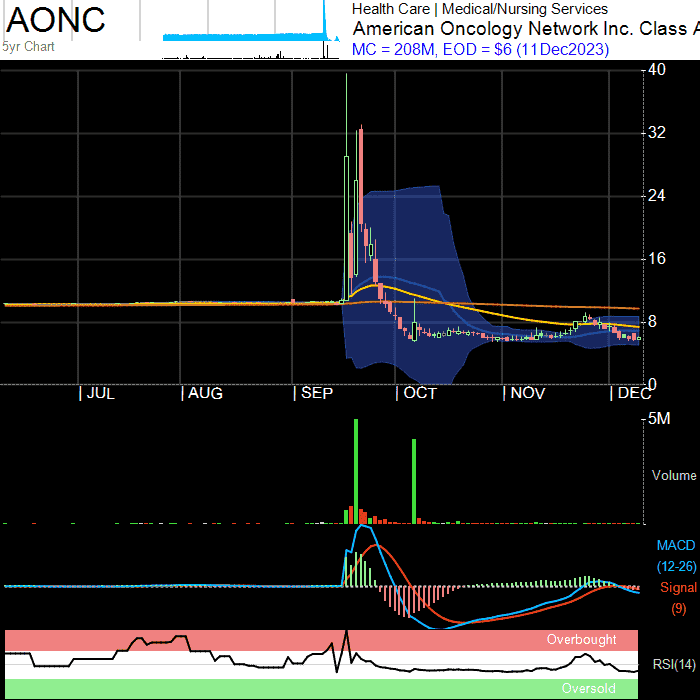 AONC
5yr Chart
Health Care | Medical/Nursing Services
American Oncology Network Inc. Class A
MC = 208M, EOD = $6 (11Dec2023)
40
32
24
16
8
0
JUL
AUG
SEP
OCT
NOV
DEC
5M
Volume
MACD
(12-26)
Signal
(9)
Overbought
RSI(14)
Oversold